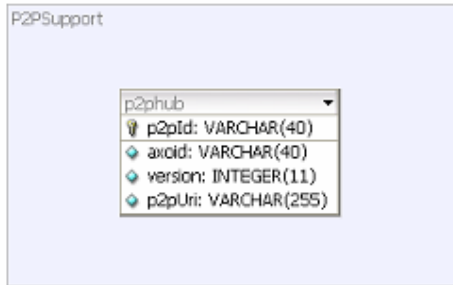 P2PSupport
p2phub
p2pId: VARCHAR(40)
axoid: VARCHAR(40)
version: INTEGER(11)
p2pUri: VARCHAR(255)